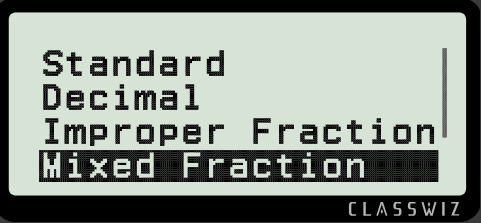 Standard
Decimal
Improper Fraction
Mixed Fraction
CLASSWIZ